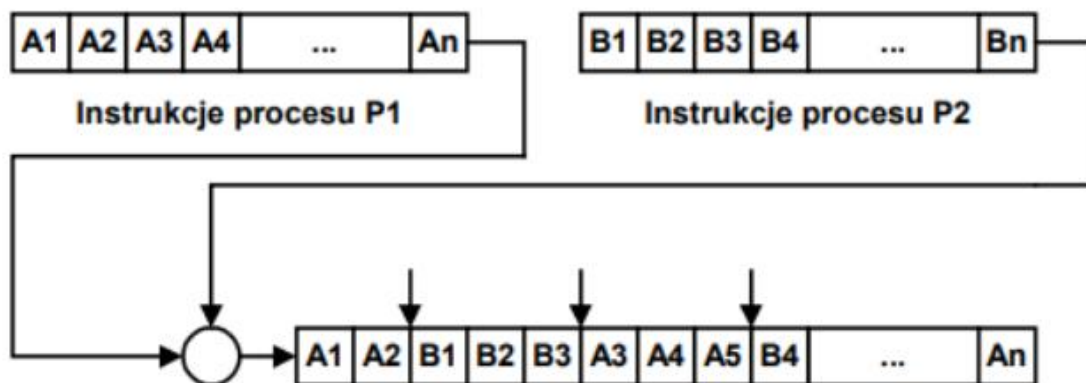 A1 A2 A3 A4 ... An B1 B2 B3 B4 ... Bn
Instrukcje procesu P1 Instrukcje procesu P2
A1 A2 B1 B2 B3 A3 A4 A5 B4 ... An